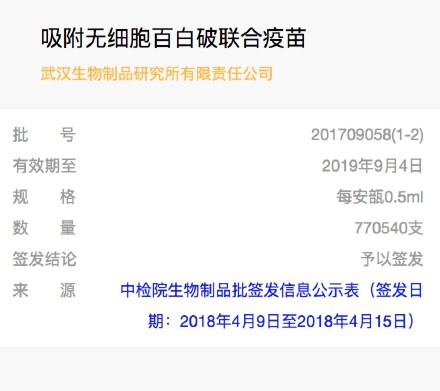 吸附无细胞百白破联合疫苗
武汉生物制品研究所有限责任公司
批 号 201709058(1-2)
有效期至 2019年9月4日
规 格 每安瓿0.5ml
数 量 770540支
签发结论 予以签发
来 源 中检院生物制品批签发信息公示表（签发日
期：2018年4月9日至2018年4月15日）